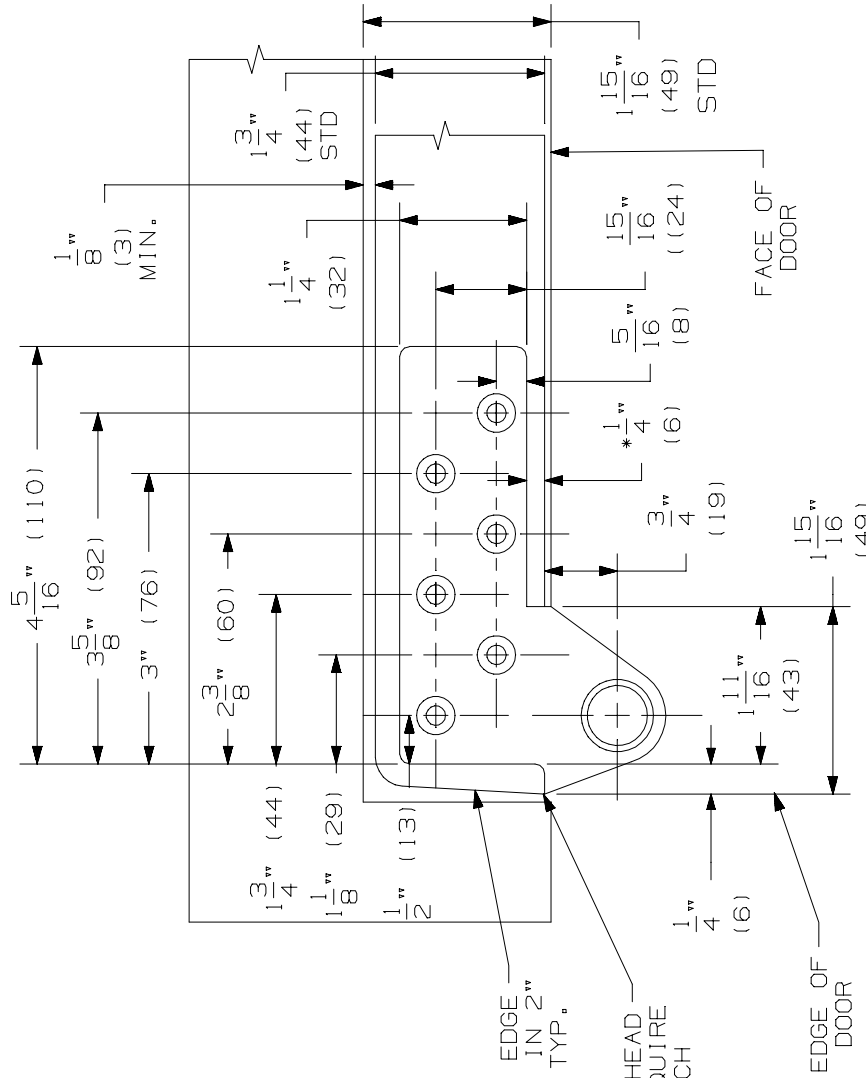 4 5/16" (110)
3 5/8" (92)
3" (76)
2 3/8" (60)
1 3/4" (44)
1 1/8" (29)
1/2" (13)
1/8"
(3)
MIN.
1 3/4"
(44)
STD
1 1/4"
(32)
1 15/16"
(49)
STD
15/16"
((24)
5/16"
(8)
*1/4"
(6)
3/4"
(19)
1 15/16"
(49)
1 11/16"
(43)
1/4"
(6)
FACE OF
DOOR
EDGE
IN 2"
TYP.
HEAD
QUIRE
CH
EDGE OF
DOOR